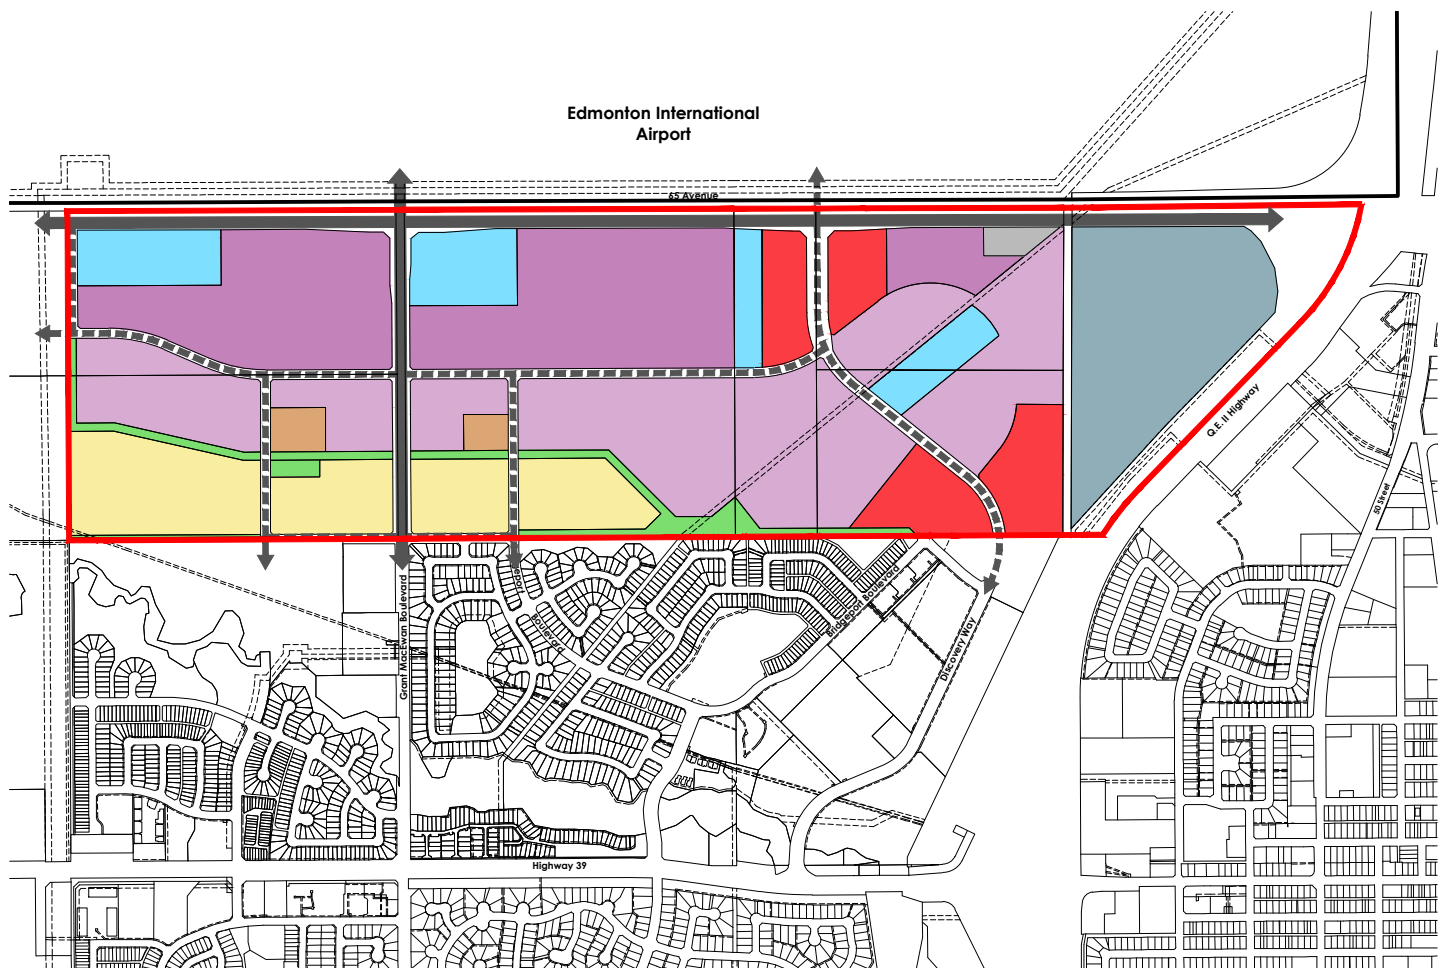 Edmonton International
Airport
65 Avenue
Q.E. II Highway
50 Street
Grant MacEwan Boulevard
Boulevard
Bridgeport Boulevard
Discovery Way
Highway 39